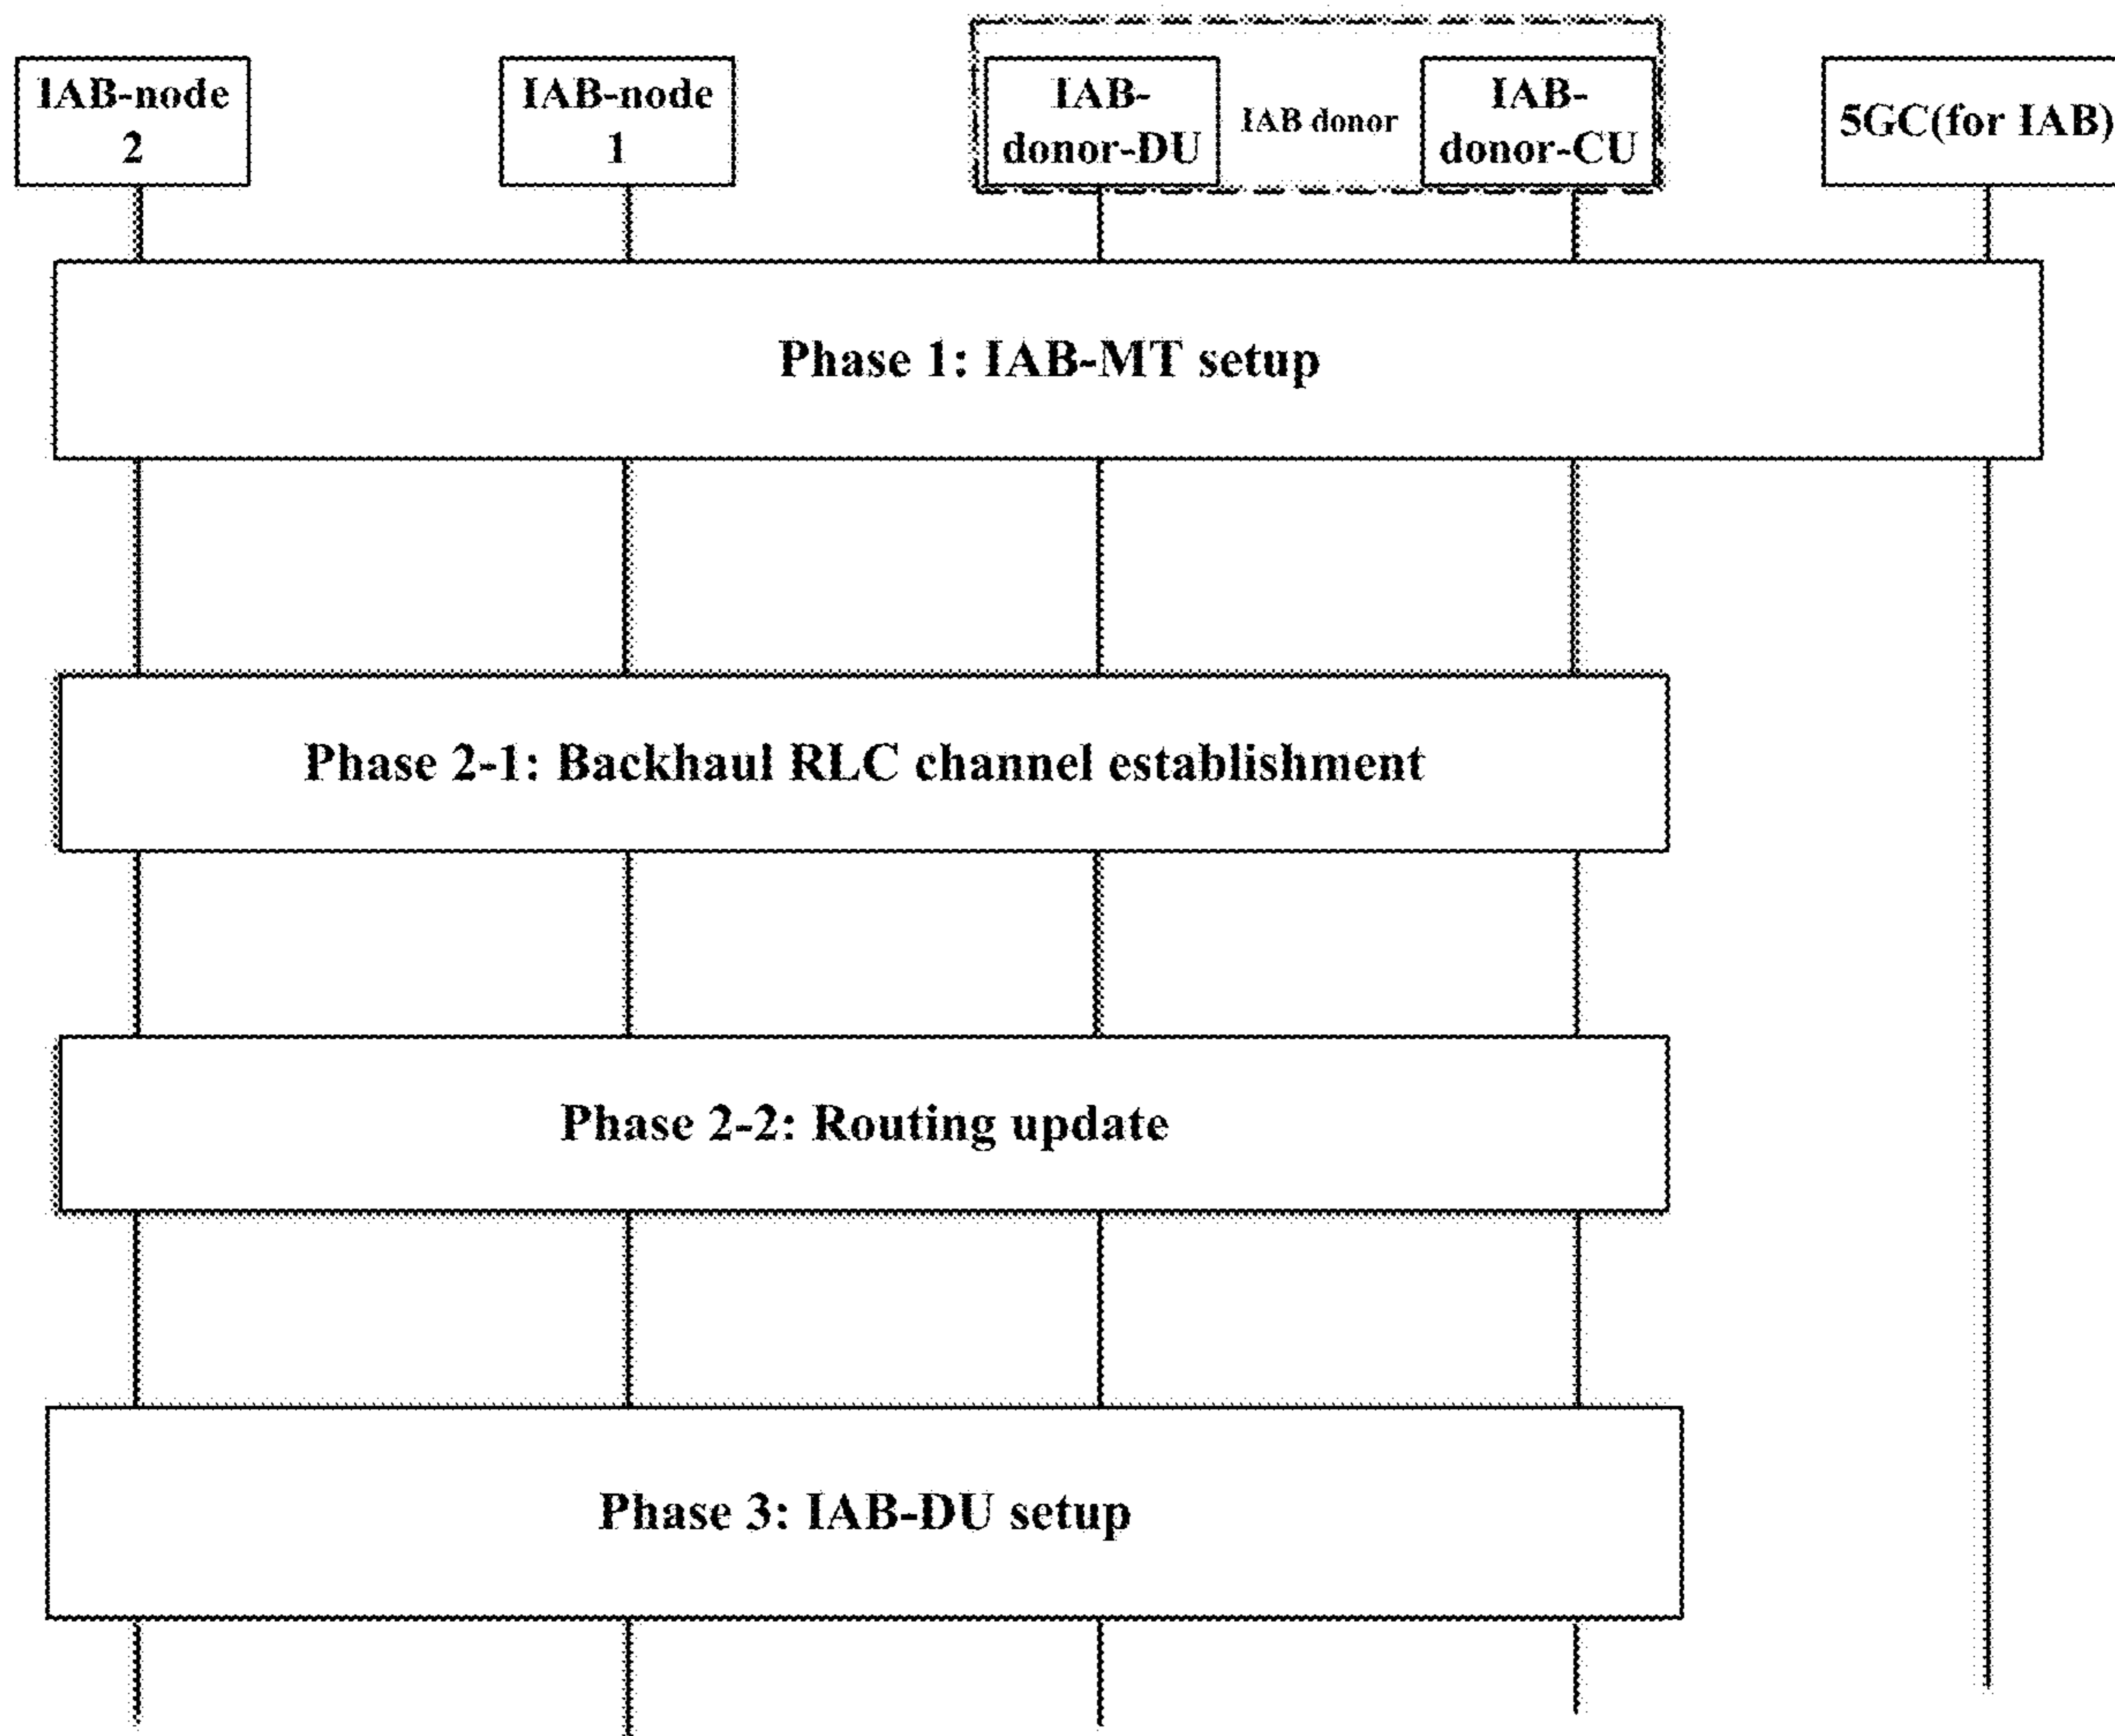 IAB-node
2
IAB-node
1
IAB-
donor-DU
IAB donor
IAB-
donor-CU
5GC(for IAB)
Phase 1: IAB-MT setup
Phase 2-1: Backhaul RLC channel establishment
Phase 2-2: Routing update
Phase 3: IAB-DU setup